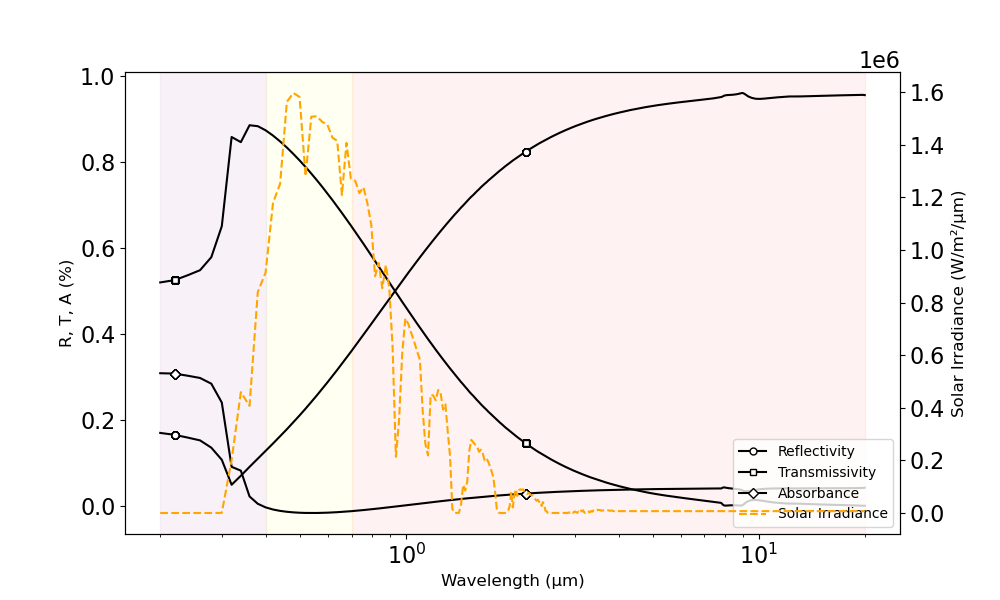 1e6
1.0
0.8
0.6
0.4
0.2
0.0
R, T, A (%)
1.6
1.4
1.2
1.0
0.8
0.6
0.4
0.2
0.0
Solar Irradiance (W/m²/μm)
Reflectivity
Transmissivity
Absorbance
Solar Irradiance
10⁰
10¹
Wavelength (μm)